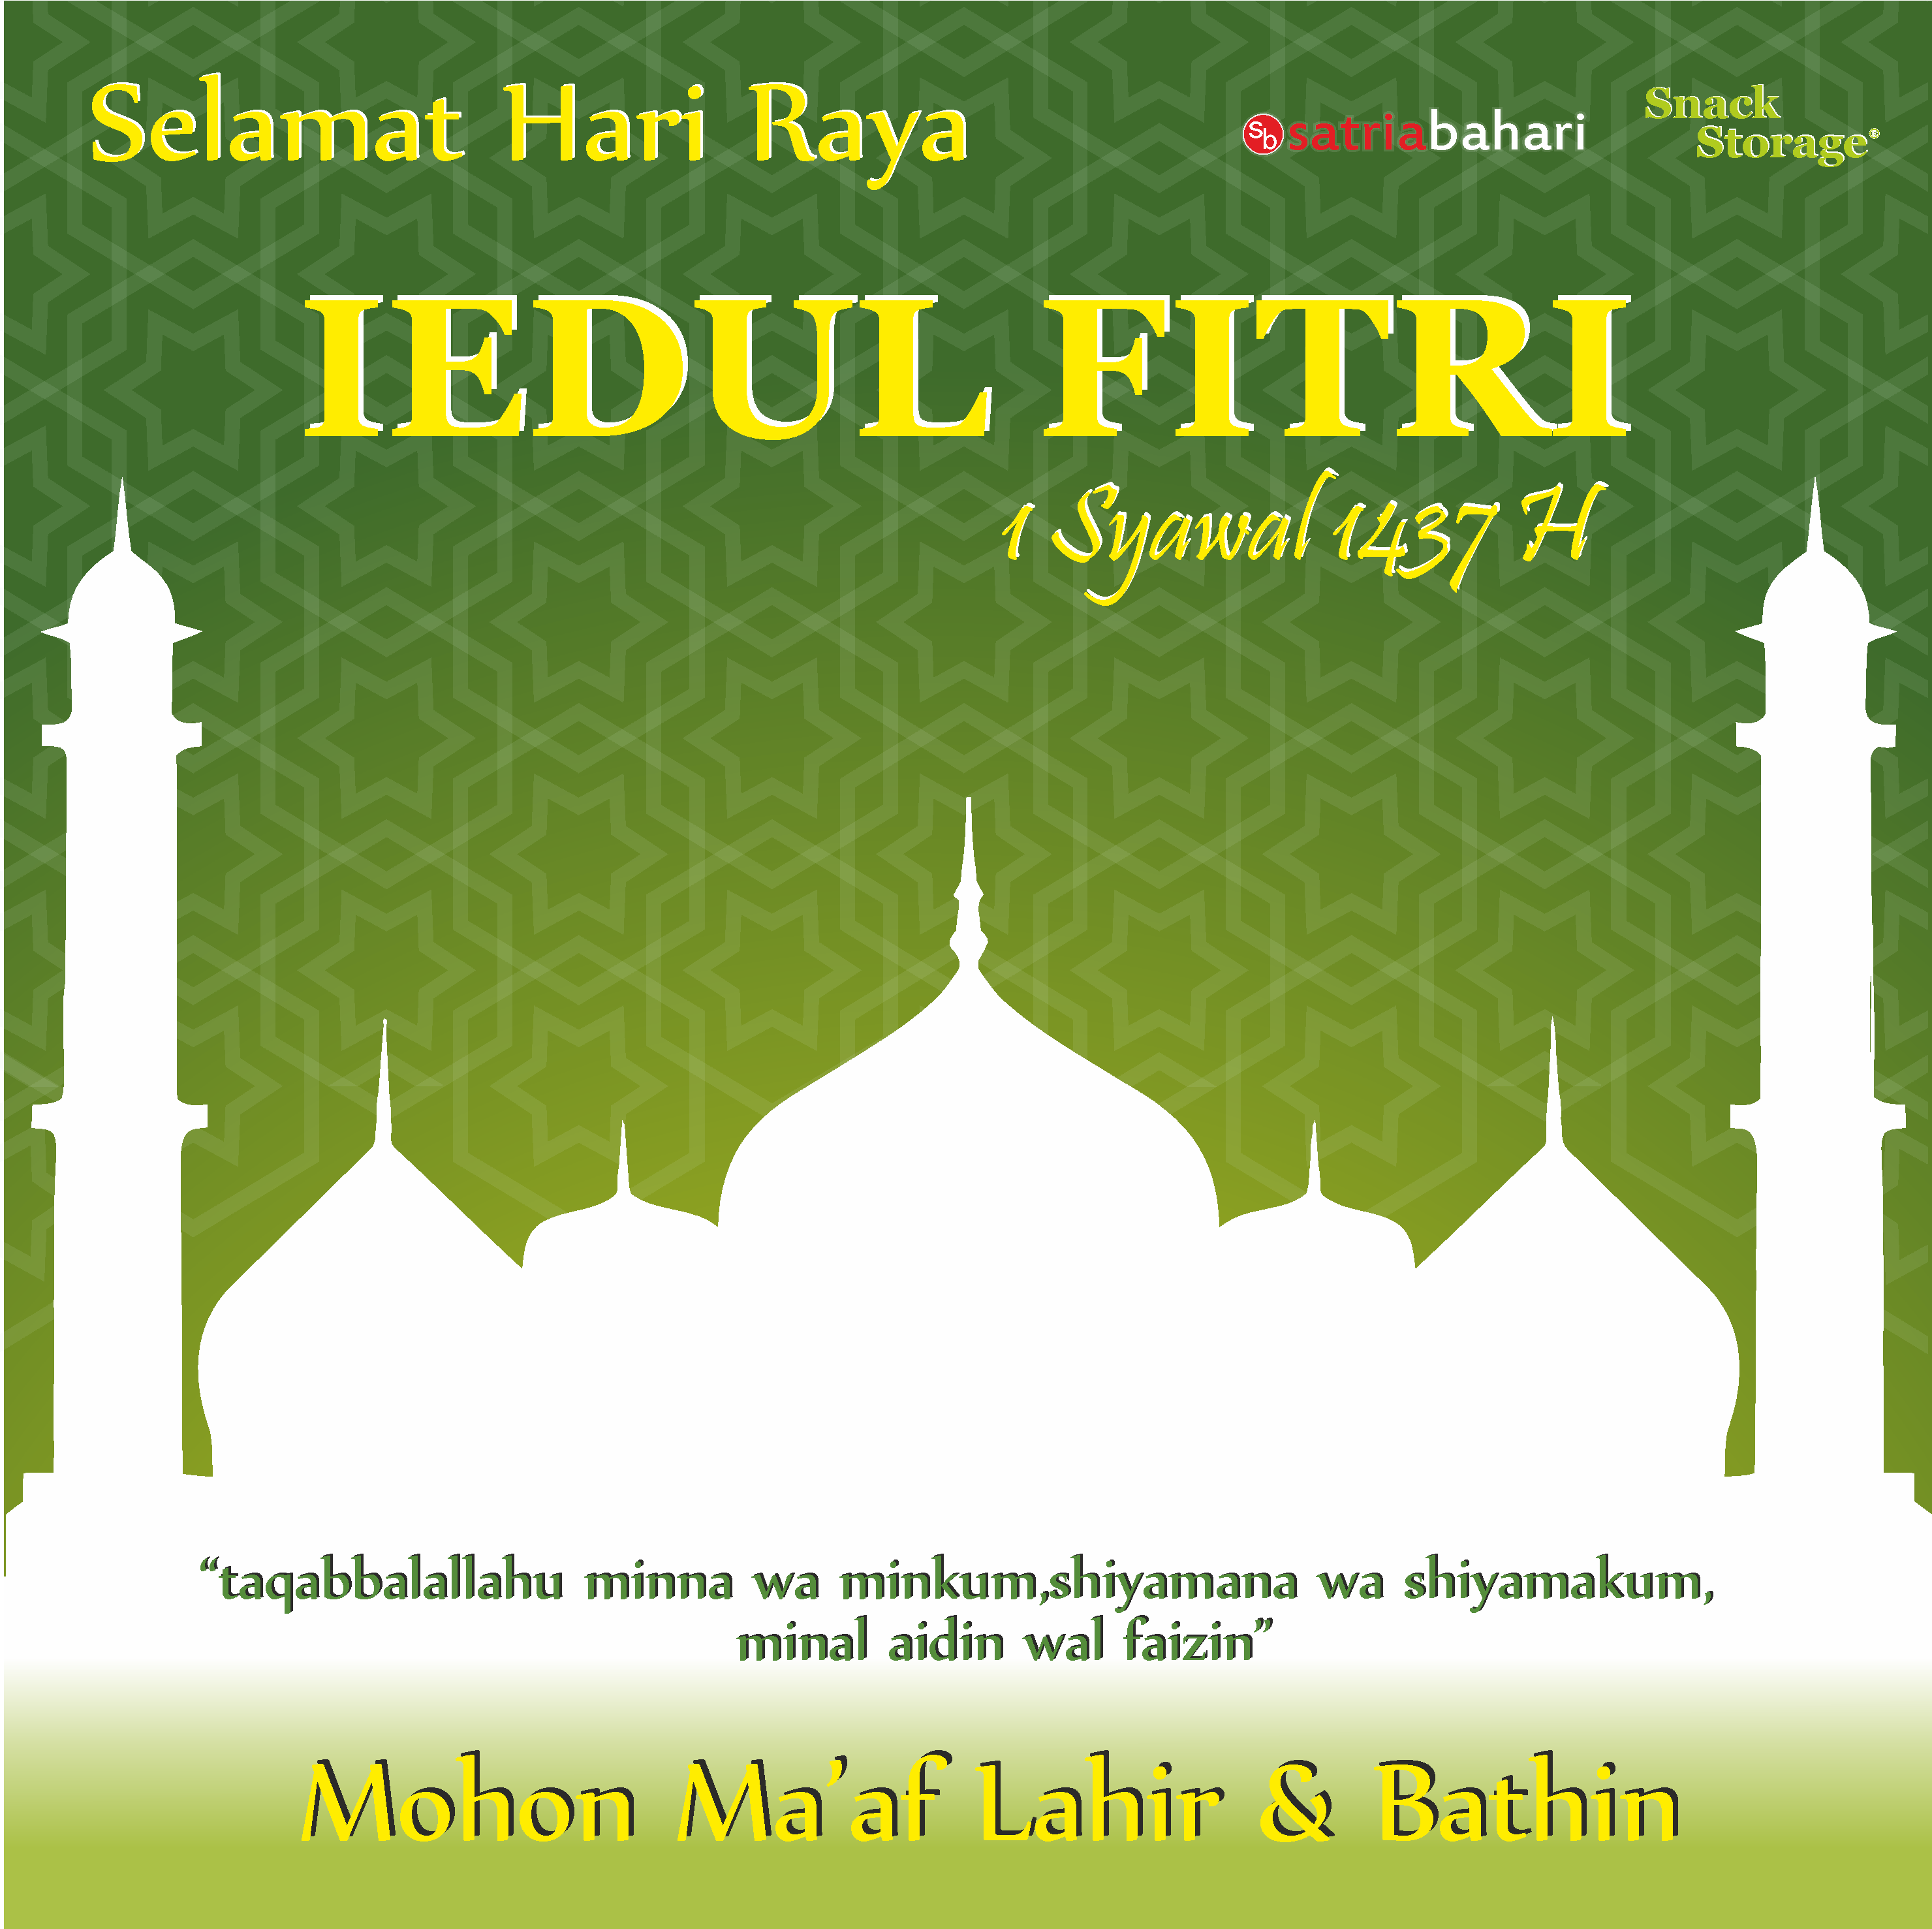 Selamat Hari Raya
Sb satriabahari
Snack
Storage®
IEDUL FITRI
1 Syawal 1437 H
“taqabbalallahu minna wa minkum,shiyamana wa shiyamakum,
minal aidin wal faizin”
Mohon Ma’af Lahir & Bathin